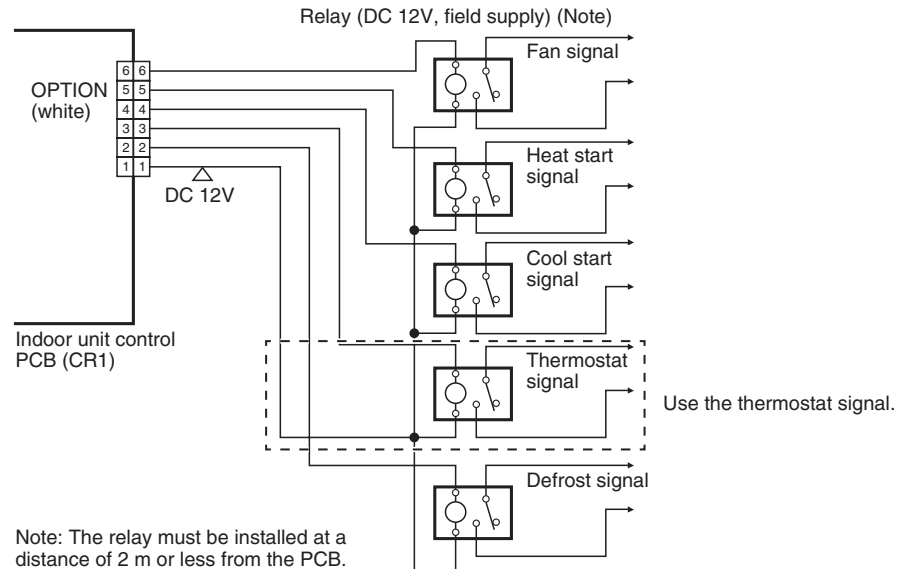 Relay (DC 12V, field supply) (Note)
Fan signal
OPTION
(white)
6 6
5 5
4 4
3 3
2 2
1 1
DC 12V
Heat start
signal
Cool start
signal
Indoor unit control
PCB (CR1)
Thermostat
signal
Use the thermostat signal.
Defrost signal
Note: The relay must be installed at a
distance of 2 m or less from the PCB.